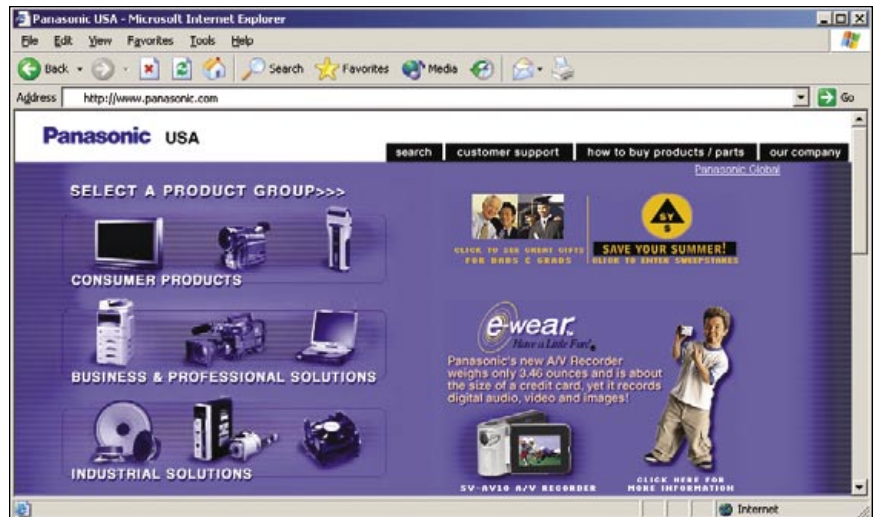 Panasonic USA - Microsoft Internet Explorer
File Edit View Favorites Tools Help
Back Search Favorites Media
Address http://www.panasonic.com Go
Panasonic USA
search customer support how to buy products / parts our company
Panasonic Global
SELECT A PRODUCT GROUP>>>
CONSUMER PRODUCTS
BUSINESS & PROFESSIONAL SOLUTIONS
INDUSTRIAL SOLUTIONS
CLICK TO SEE GREAT GIFTS
FOR DADS & GRADS
SY
S
SAVE YOUR SUMMER!
CLICK TO ENTER SWEEPSTAKES
e-wear
Have a Little Fun!
Panasonic's new A/V Recorder
weighs only 3.46 ounces and is about
the size of a credit card, yet it records
digital audio, video and images!
SV-AV10 A/V RECORDER
CLICK HERE FOR
MORE INFORMATION
Internet